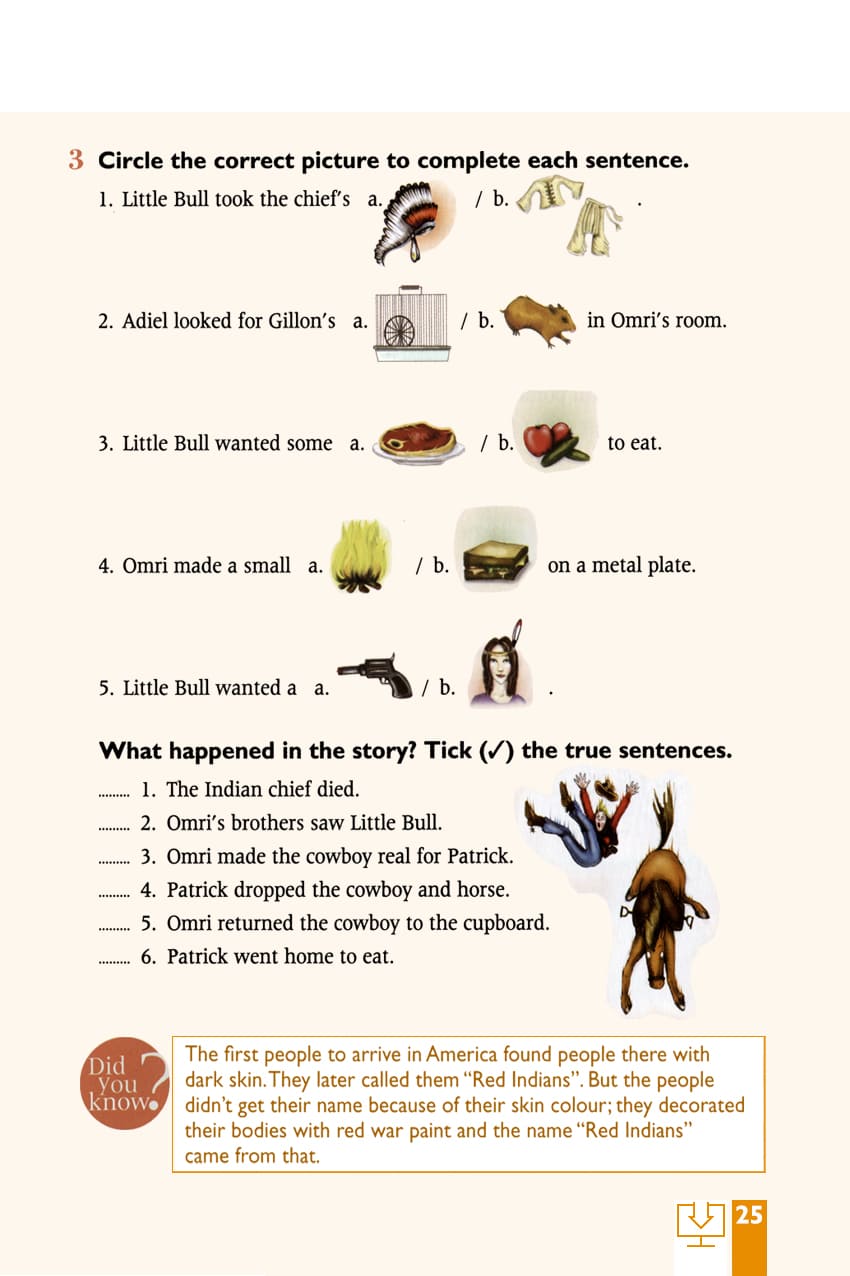 3 Circle the correct picture to complete each sentence.
1. Little Bull took the chief's a. / b. .
2. Adiel looked for Gillon's a. / b. in Omri's room.
3. Little Bull wanted some a. / b. to eat.
4. Omri made a small a. / b. on a metal plate.
5. Little Bull wanted a a. / b. .
What happened in the story? Tick (✓) the true sentences.
......... 1. The Indian chief died.
......... 2. Omri's brothers saw Little Bull.
......... 3. Omri made the cowboy real for Patrick.
......... 4. Patrick dropped the cowboy and horse.
......... 5. Omri returned the cowboy to the cupboard.
......... 6. Patrick went home to eat.
Did you know?
The first people to arrive in America found people there with
dark skin. They later called them “Red Indians”. But the people
didn't get their name because of their skin colour; they decorated
their bodies with red war paint and the name “Red Indians”
came from that.
25